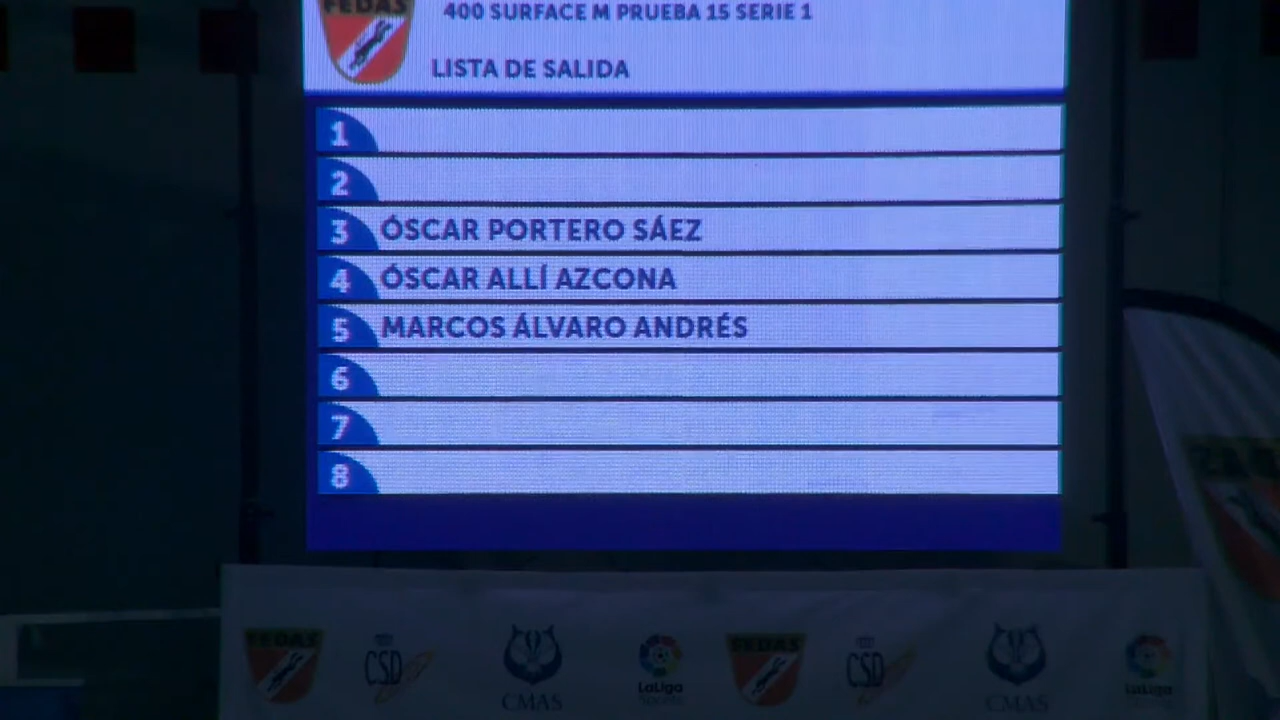 FEDAS
400 SURFACE M PRUEBA 15 SERIE 1
LISTA DE SALIDA
1
2
3 ÓSCAR PORTERO SÁEZ
4 ÓSCAR ALLÍ AZCONA
5 MARCOS ÁLVARO ANDRÉS
6
7
8
FEDAS CSD CMAS LaLiga Sports FEDAS CSD CMAS LaLiga